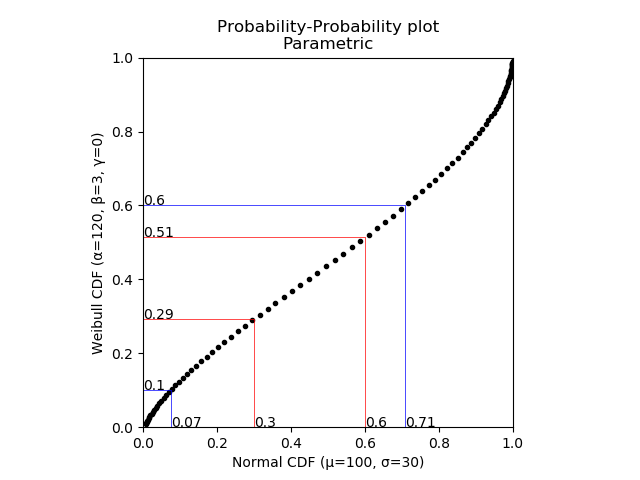 Probability-Probability plot
Parametric
1.0
0.8
0.6
0.4
0.2
0.0
Weibull CDF (α=120, β=3, γ=0)
0.6
0.51
0.29
0.1
0.07
0.3
0.6
0.71
0.0 0.2 0.4 0.6 0.8 1.0
Normal CDF (μ=100, σ=30)